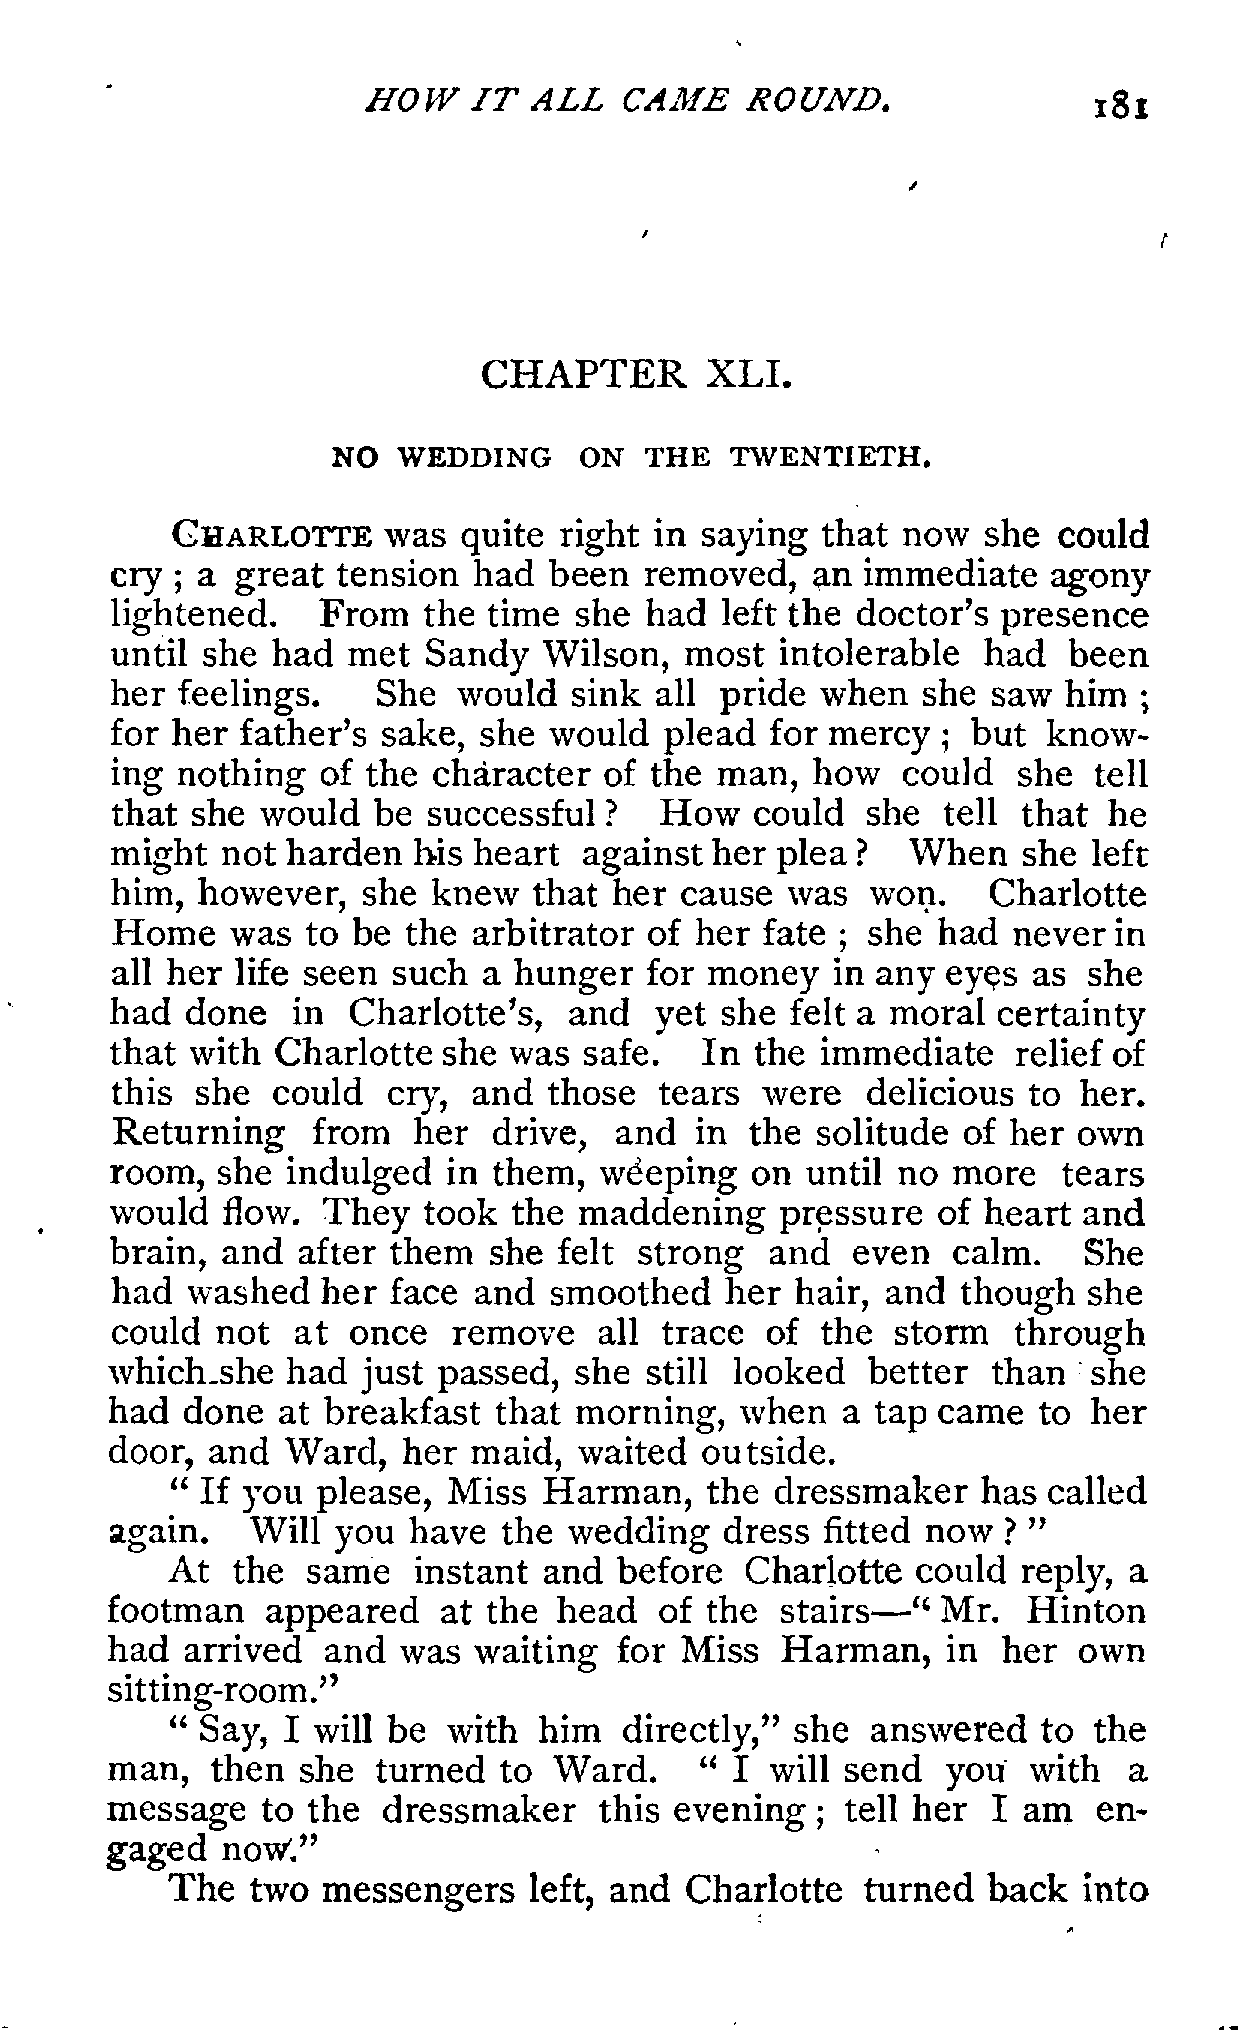 HOW IT ALL CAME ROUND. 181
CHAPTER XLI.
NO WEDDING ON THE TWENTIETH.
CHARLOTTE was quite right in saying that now she could
cry ; a great tension had been removed, an immediate agony
lightened. From the time she had left the doctor's presence
until she had met Sandy Wilson, most intolerable had been
her feelings. She would sink all pride when she saw him ;
for her father's sake, she would plead for mercy ; but know-
ing nothing of the character of the man, how could she tell
that she would be successful ? How could she tell that he
might not harden his heart against her plea ? When she left
him, however, she knew that her cause was won. Charlotte
Home was to be the arbitrator of her fate ; she had never in
all her life seen such a hunger for money in any eyes as she
had done in Charlotte's, and yet she felt a moral certainty
that with Charlotte she was safe. In the immediate relief of
this she could cry, and those tears were delicious to her.
Returning from her drive, and in the solitude of her own
room, she indulged in them, weeping on until no more tears
would flow. They took the maddening pressure of heart and
brain, and after them she felt strong and even calm. She
had washed her face and smoothed her hair, and though she
could not at once remove all trace of the storm through
which she had just passed, she still looked better than she
had done at breakfast that morning, when a tap came to her
door, and Ward, her maid, waited outside.
" If you please, Miss Harman, the dressmaker has called
again. Will you have the wedding dress fitted now ? "
At the same instant and before Charlotte could reply, a
footman appeared at the head of the stairs—" Mr. Hinton
had arrived and was waiting for Miss Harman, in her own
sitting-room."
" Say, I will be with him directly," she answered to the
man, then she turned to Ward. " I will send you with a
message to the dressmaker this evening ; tell her I am en-
gaged now."
The two messengers left, and Charlotte turned back into